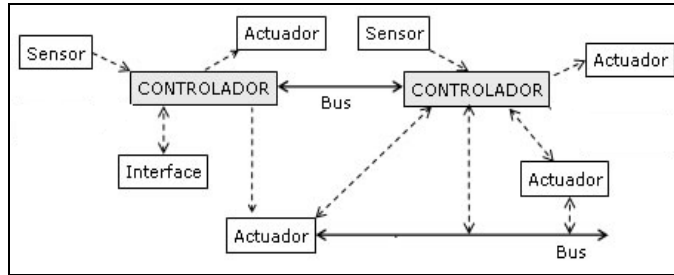 Actuador
Sensor
Sensor
Actuador
CONTROLADOR
CONTROLADOR
Bus
Interface
Actuador
Actuador
Bus